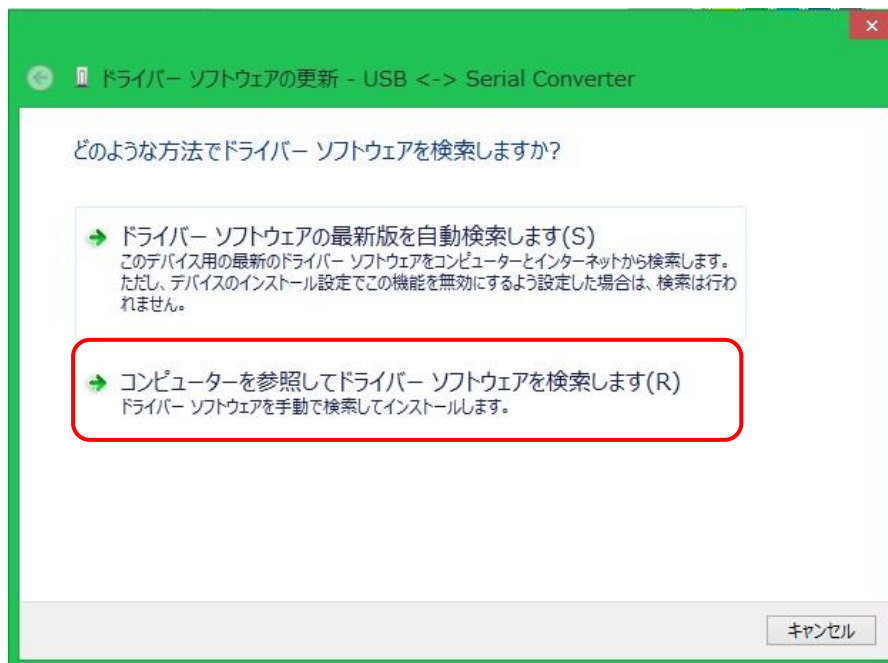 ドライバー ソフトウェアの更新 - USB <-> Serial Converter
どのような方法でドライバー ソフトウェアを検索しますか?
ドライバー ソフトウェアの最新版を自動検索します(S)
このデバイス用の最新のドライバー ソフトウェアをコンピューターとインターネットから検索します。
ただし、デバイスのインストール設定でこの機能を無効にするよう設定した場合は、検索は行わ
れません。
コンピューターを参照してドライバー ソフトウェアを検索します(R)
ドライバー ソフトウェアを手動で検索してインストールします。
キャンセル